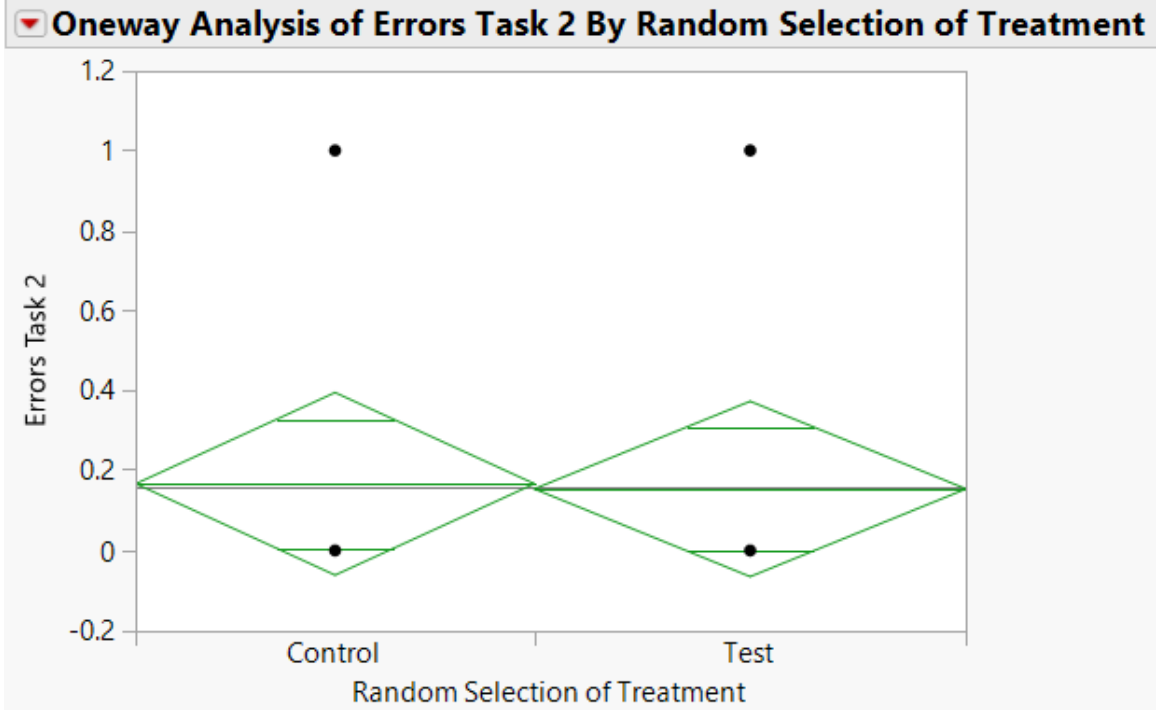 Oneway Analysis of Errors Task 2 By Random Selection of Treatment
1.2
1
0.8
0.6
0.4
0.2
0
-0.2
Errors Task 2
Control Test
Random Selection of Treatment